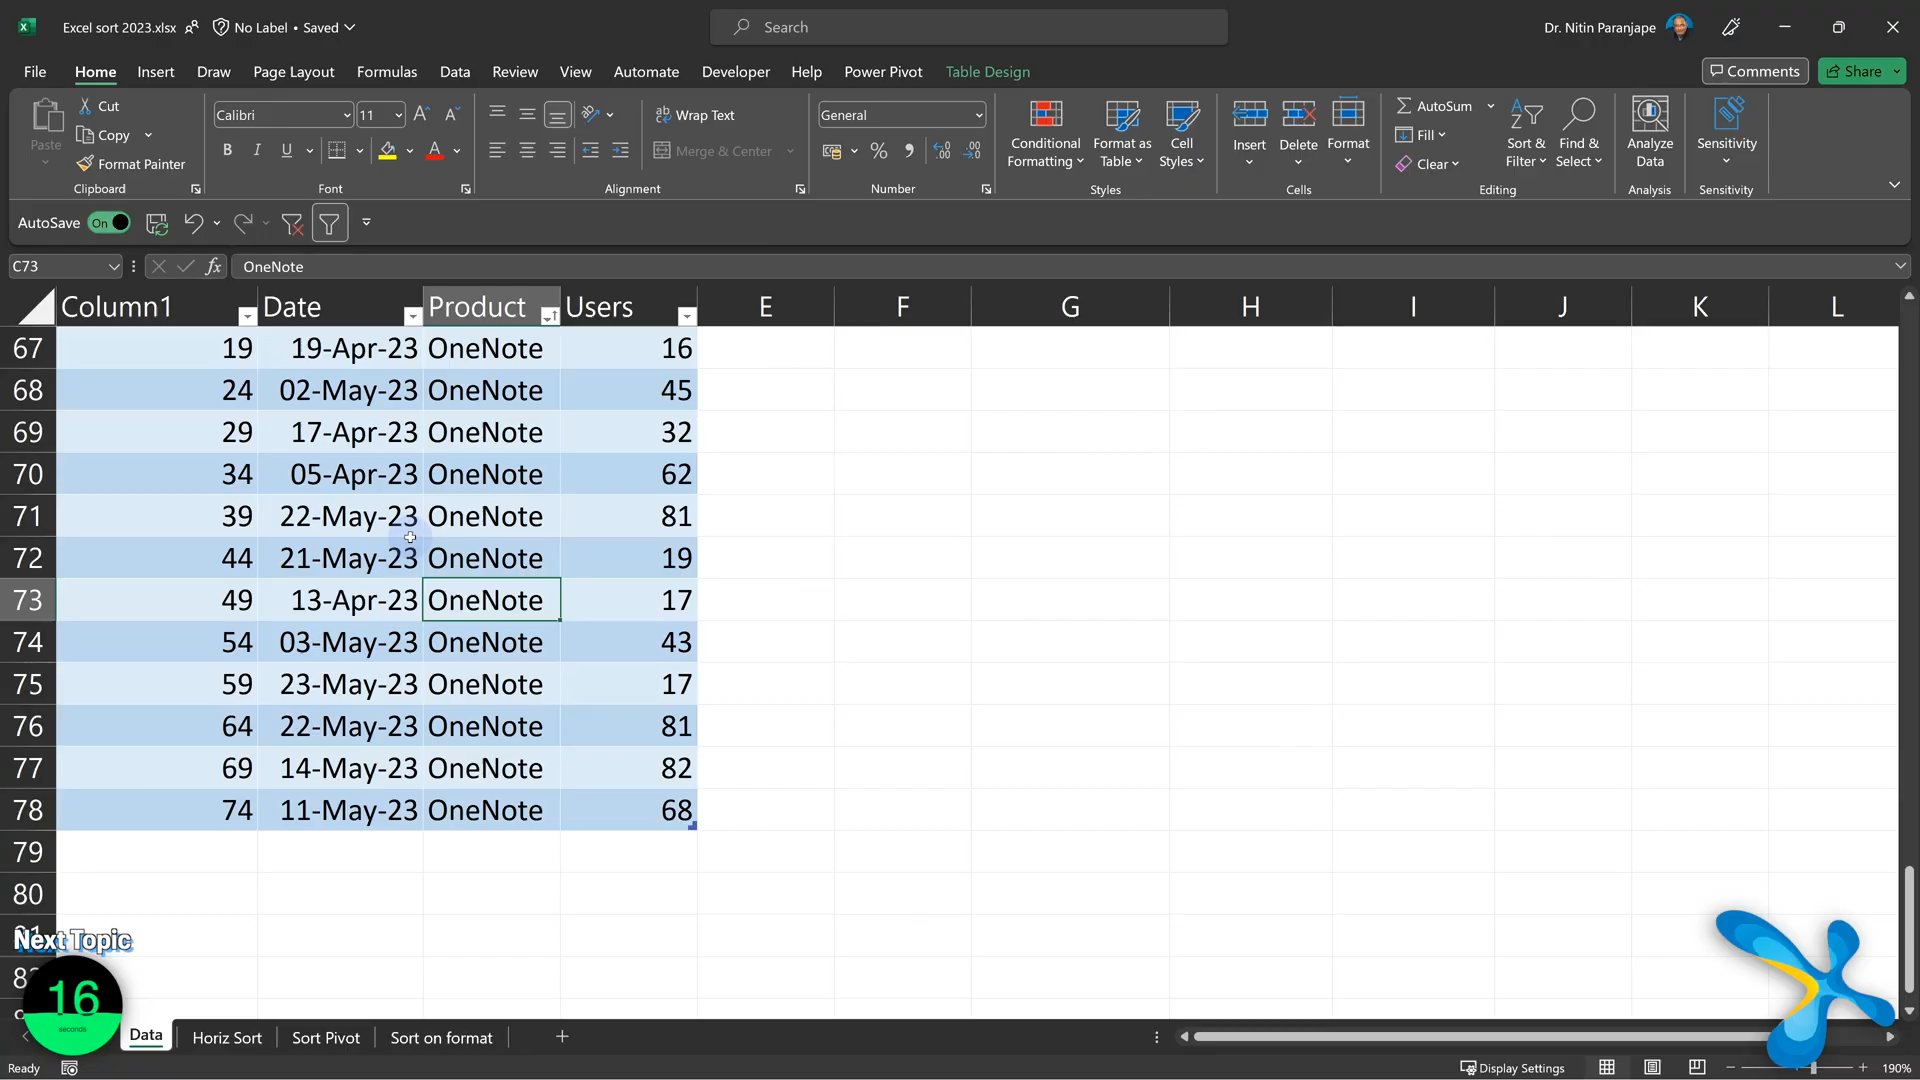 Excel sort 2023.xlsx No Label • Saved Search Dr. Nitin Paranjape
File Home Insert Draw Page Layout Formulas Data Review View Automate Developer Help Power Pivot Table Design Comments Share
Paste Cut Copy Format Painter Clipboard
Calibri 11 B I U A Font
Wrap Text Merge & Center Alignment
General % Number
Conditional Formatting Format as Table Cell Styles Styles
Insert Delete Format Cells
AutoSum Fill Clear Sort & Filter Find & Select Editing
Analyze Data Analysis
Sensitivity Sensitivity
AutoSave On
C73 fx OneNote
Column1 Date Product Users E F G H I J K L
67 19 19-Apr-23 OneNote 16
68 24 02-May-23 OneNote 45
69 29 17-Apr-23 OneNote 32
70 34 05-Apr-23 OneNote 62
71 39 22-May-23 OneNote 81
72 44 21-May-23 OneNote 19
73 49 13-Apr-23 OneNote 17
74 54 03-May-23 OneNote 43
75 59 23-May-23 OneNote 17
76 64 22-May-23 OneNote 81
77 69 14-May-23 OneNote 82
78 74 11-May-23 OneNote 68
79
80
Next Topic
16
seconds
Data Horiz Sort Sort Pivot Sort on format
Ready Display Settings 190%